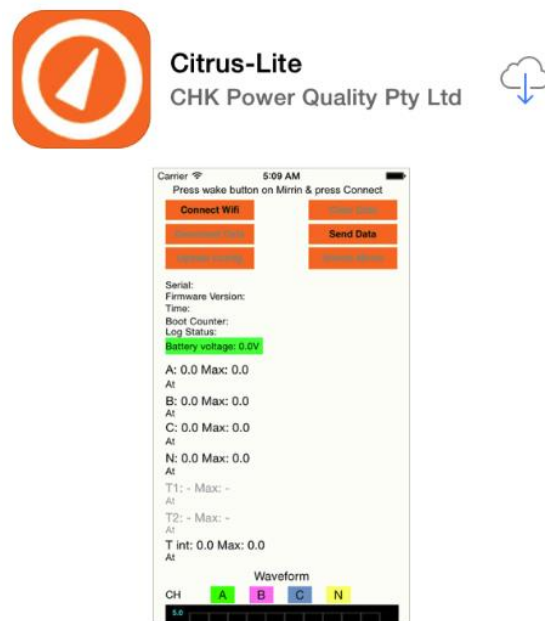 Citrus-Lite
CHK Power Quality Pty Ltd
Carrier 5:09 AM
Press wake button on Mirrin & press Connect
Connect Wifi
Send Data
Serial:
Firmware Version:
Time:
Boot Counter:
Log Status:
Battery voltage: 0.0V
A: 0.0 Max: 0.0
At
B: 0.0 Max: 0.0
At
C: 0.0 Max: 0.0
At
N: 0.0 Max: 0.0
At
T1: - Max: -
At
T2: - Max: -
At
T int: 0.0 Max: 0.0
At
Waveform
CH A B C N
5.0